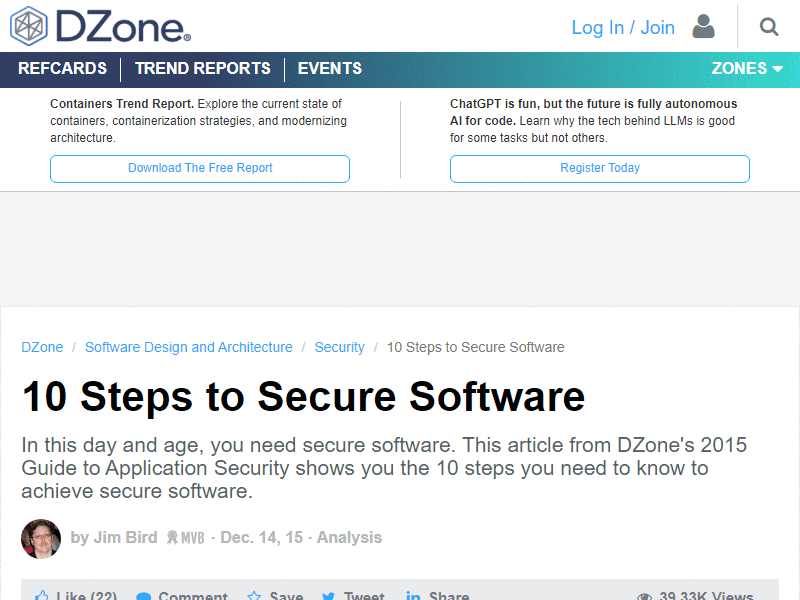 DZone®
Log In / Join
REFCARDS
TREND REPORTS
EVENTS
ZONES
Containers Trend Report. Explore the current state of
containers, containerization strategies, and modernizing
architecture.
Download The Free Report
ChatGPT is fun, but the future is fully autonomous
AI for code. Learn why the tech behind LLMs is good
for some tasks but not others.
Register Today
DZone / Software Design and Architecture / Security / 10 Steps to Secure Software
10 Steps to Secure Software
In this day and age, you need secure software. This article from DZone's 2015
Guide to Application Security shows you the 10 steps you need to know to
achieve secure software.
by Jim Bird MVB · Dec. 14, 15 · Analysis
Like (22) Comment Save Tweet Share 39.33K Views